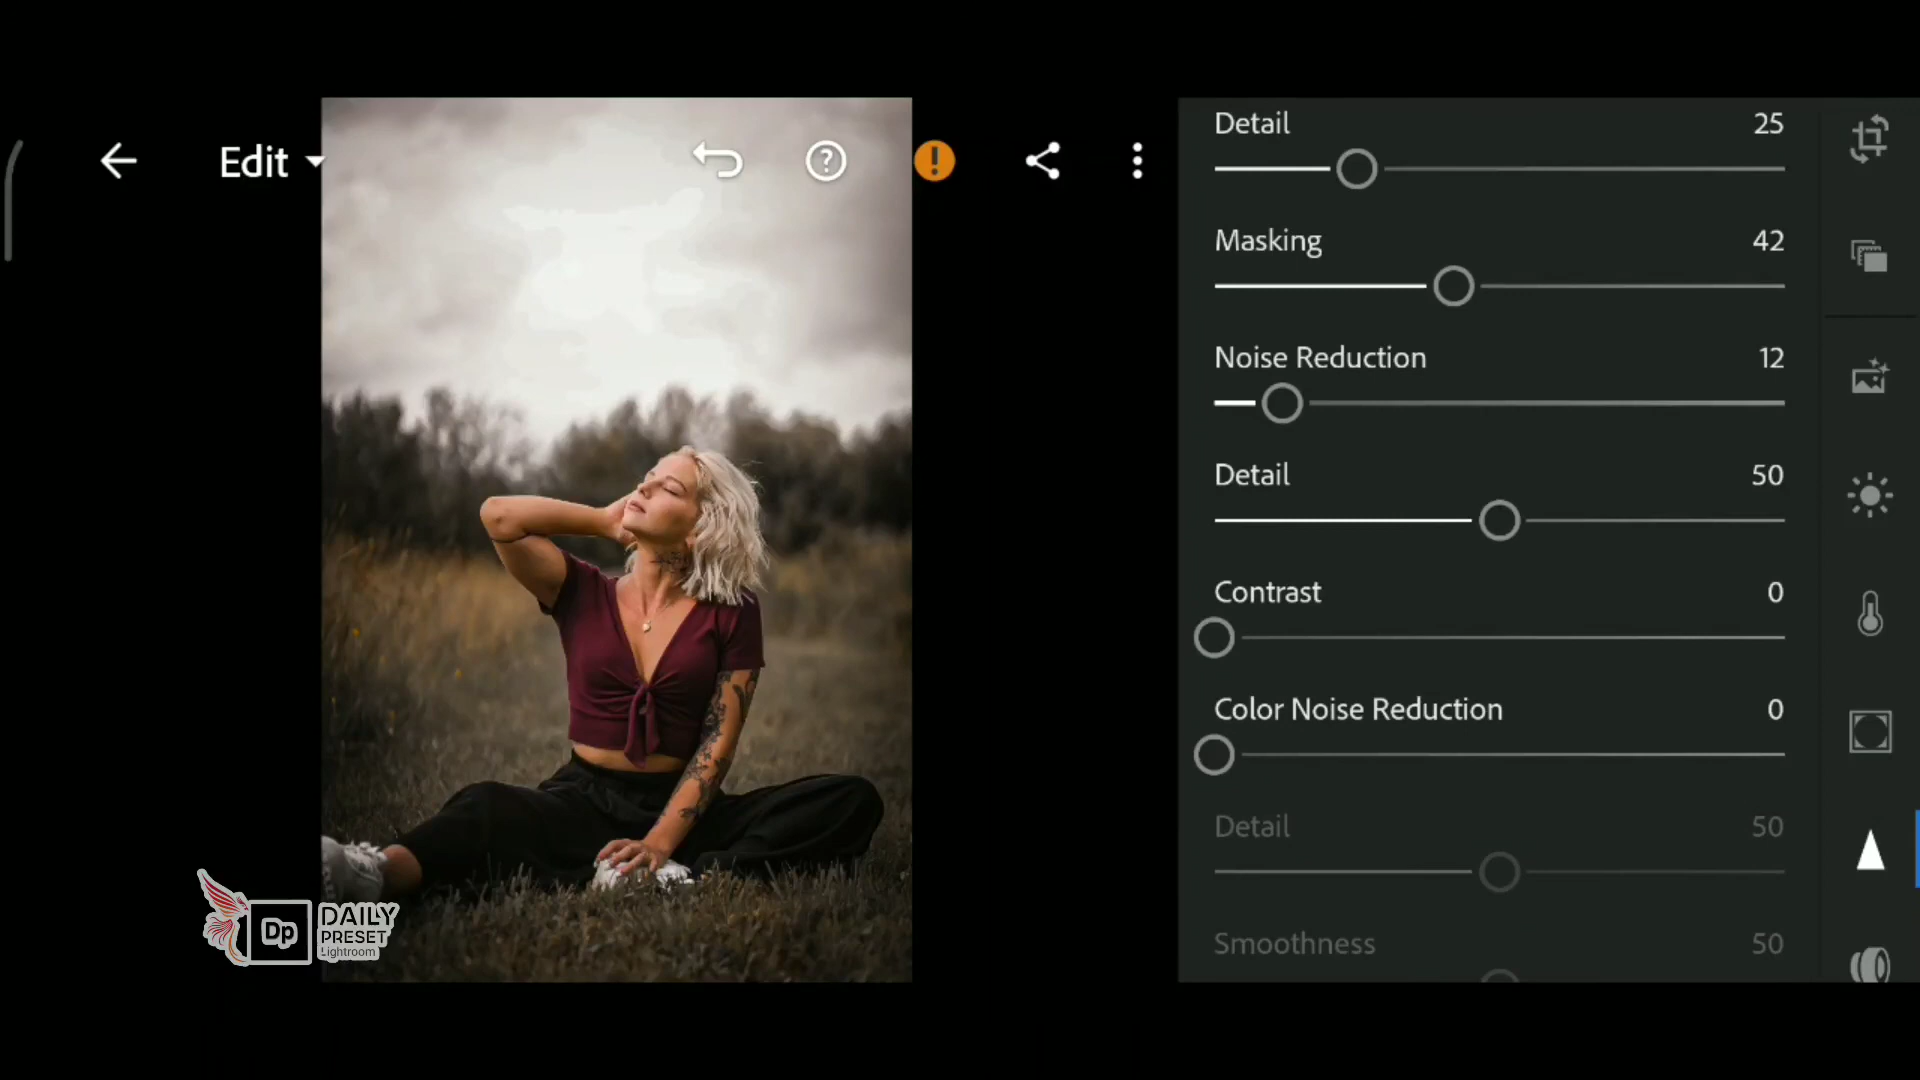 Edit
Detail 25
Masking 42
Noise Reduction 12
Detail 50
Contrast 0
Color Noise Reduction 0
Detail 50
Smoothness 50
Dp
DAILY
PRESET
Lightroom